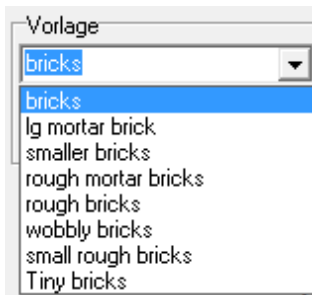 Vorlage
bricks
bricks
lg mortar brick
smaller bricks
rough mortar bricks
rough bricks
wobbly bricks
small rough bricks
Tiny bricks